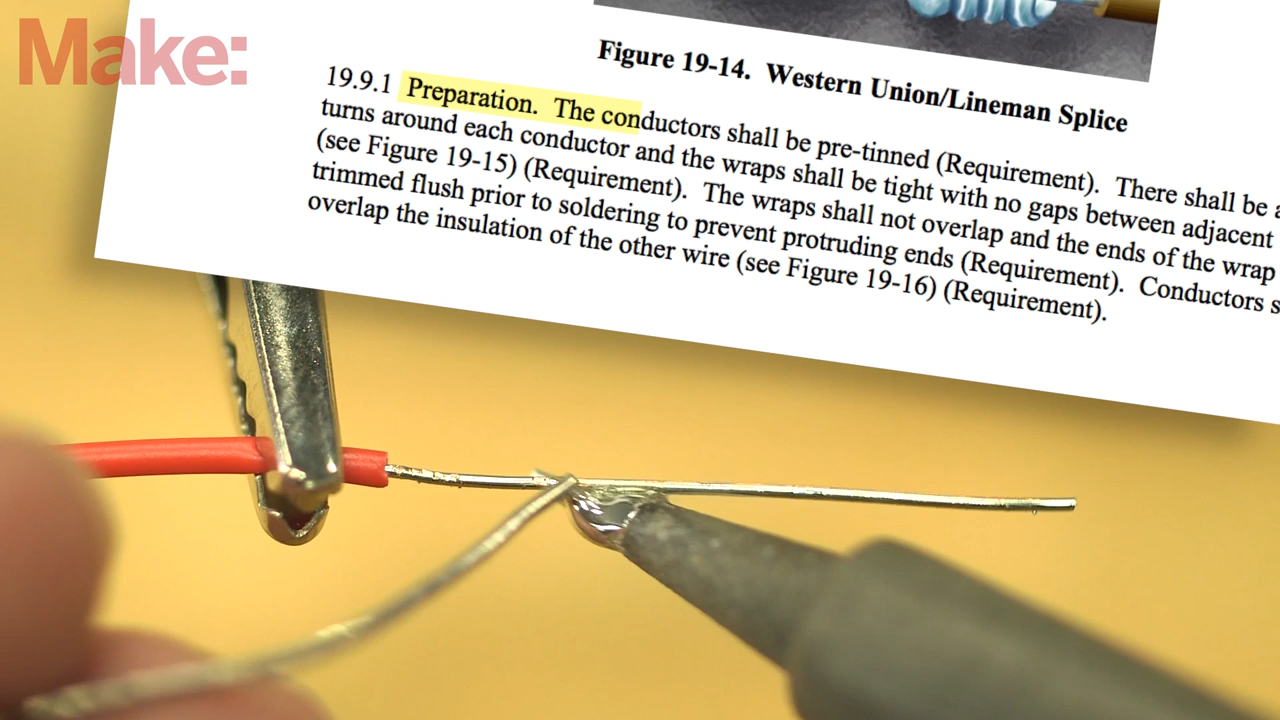 Make:
Figure 19-14. Western Union/Lineman Splice
19.9.1 Preparation. The conductors shall be pre-tinned (Requirement). There shall be a
turns around each conductor and the wraps shall be tight with no gaps between adjacent
(see Figure 19-15) (Requirement). The wraps shall not overlap and the ends of the wrap
trimmed flush prior to soldering to prevent protruding ends (Requirement). Conductors s
overlap the insulation of the other wire (see Figure 19-16) (Requirement).